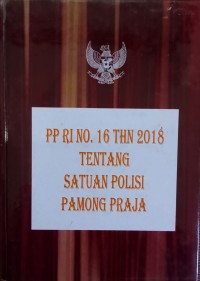 PP RI NO. 16 THN 2018
TENTANG
SATUAN POLISI
PAMONG PRAJA